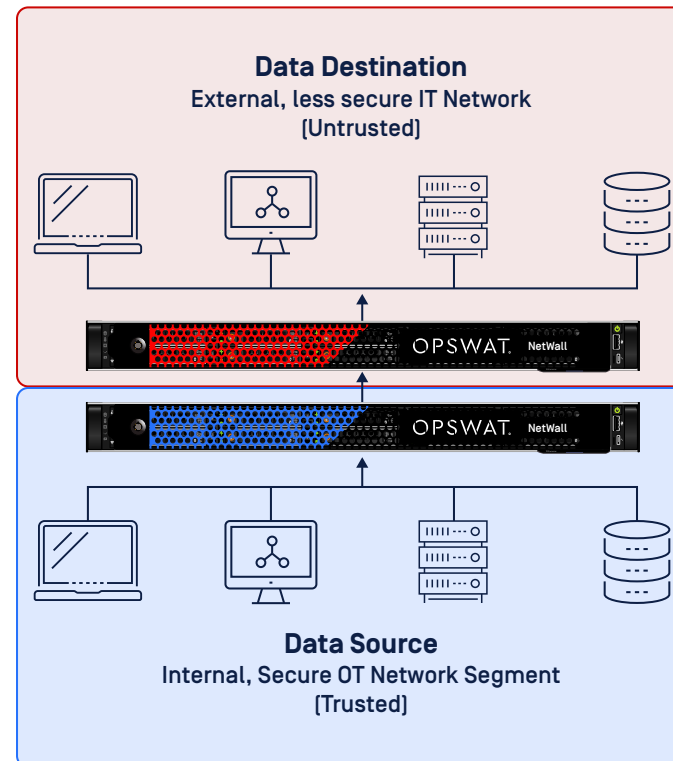 Data Destination
External, less secure IT Network
(Untrusted)
OPSWAT. NetWall
OPSWAT. NetWall
Data Source
Internal, Secure OT Network Segment
(Trusted)